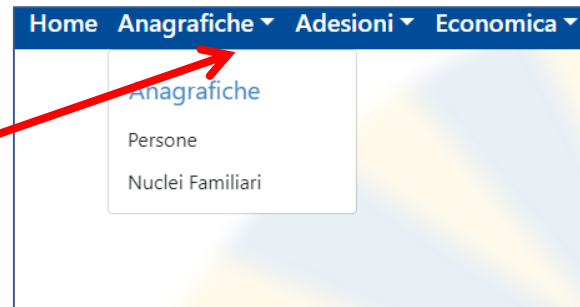 Home Anagrafiche Adesioni Economica
Anagrafiche
Persone
Nuclei Familiari